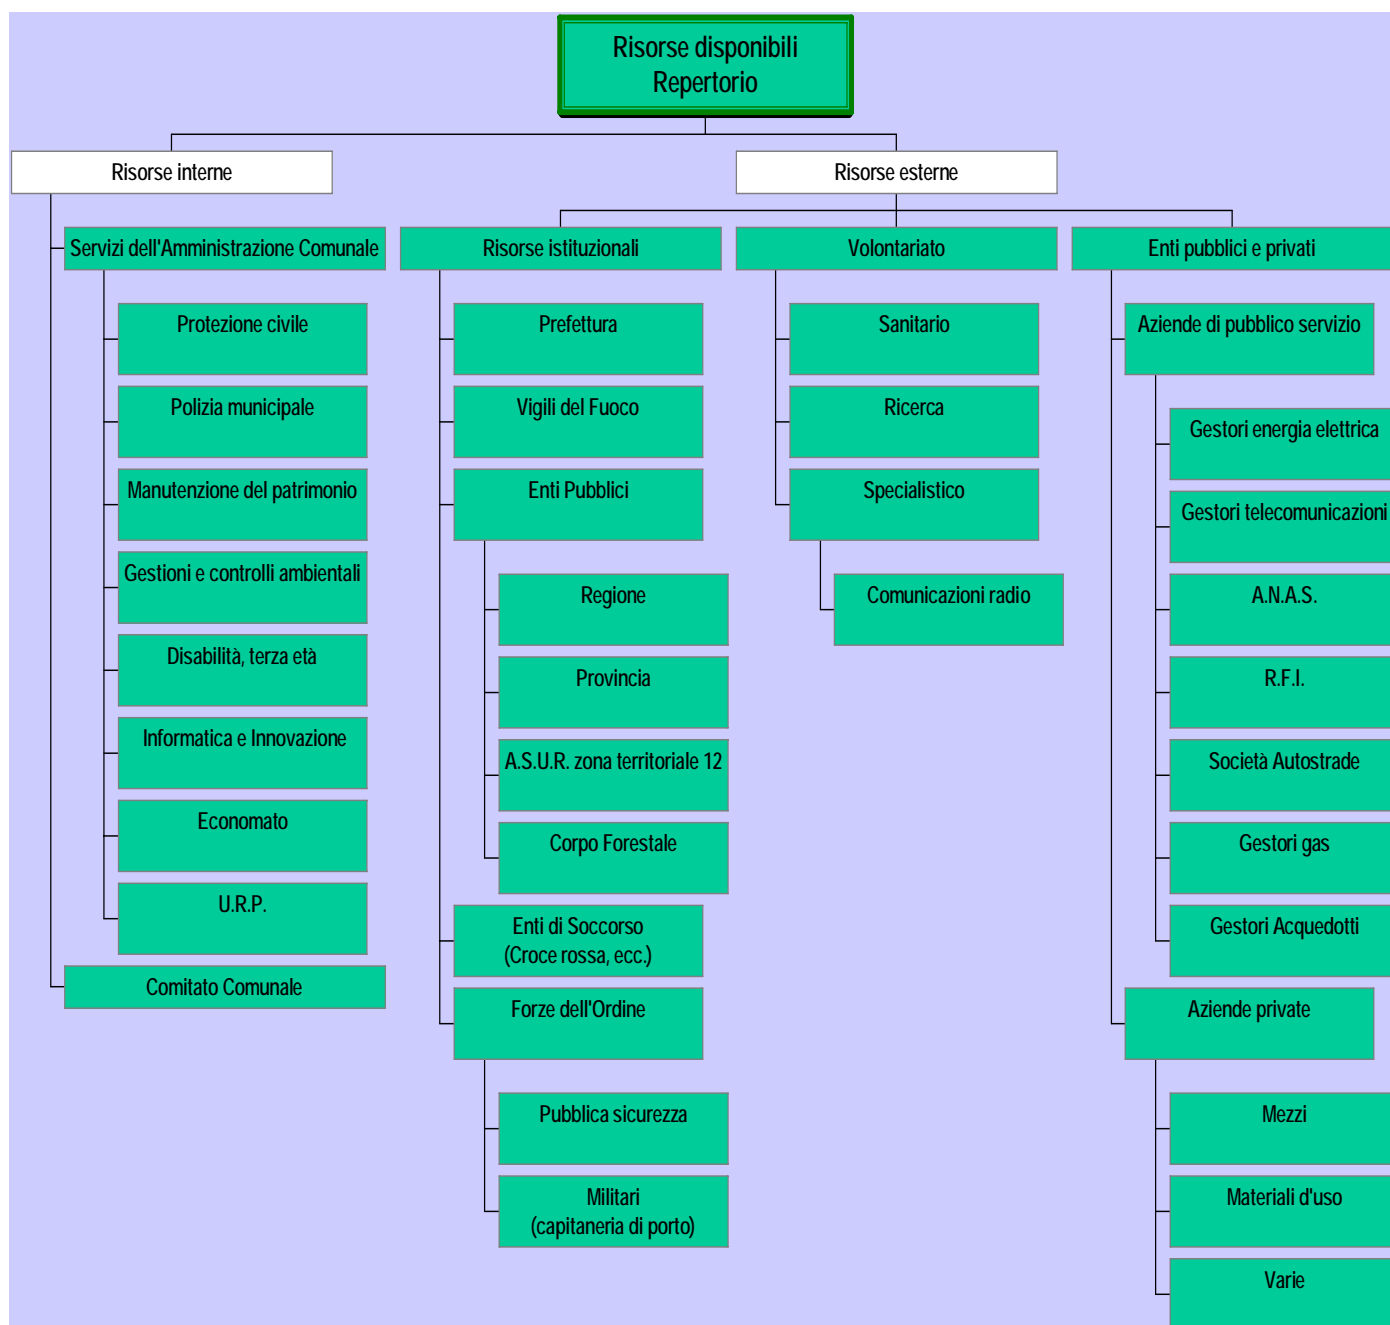 Risorse disponibili
Repertorio
Risorse interne
Risorse esterne
Servizi dell'Amministrazione Comunale
Protezione civile
Polizia municipale
Manutenzione del patrimonio
Gestioni e controlli ambientali
Disabilità, terza età
Informatica e Innovazione
Economato
U.R.P.
Comitato Comunale
Risorse istituzionali
Prefettura
Vigili del Fuoco
Enti Pubblici
Regione
Provincia
A.S.U.R. zona territoriale 12
Corpo Forestale
Enti di Soccorso
(Croce rossa, ecc.)
Forze dell'Ordine
Pubblica sicurezza
Militari
(capitaneria di porto)
Volontariato
Sanitario
Ricerca
Specialistico
Comunicazioni radio
Enti pubblici e privati
Aziende di pubblico servizio
Gestori energia elettrica
Gestori telecomunicazioni
A.N.A.S.
R.F.I.
Società Autostrade
Gestori gas
Gestori Acquedotti
Aziende private
Mezzi
Materiali d'uso
Varie